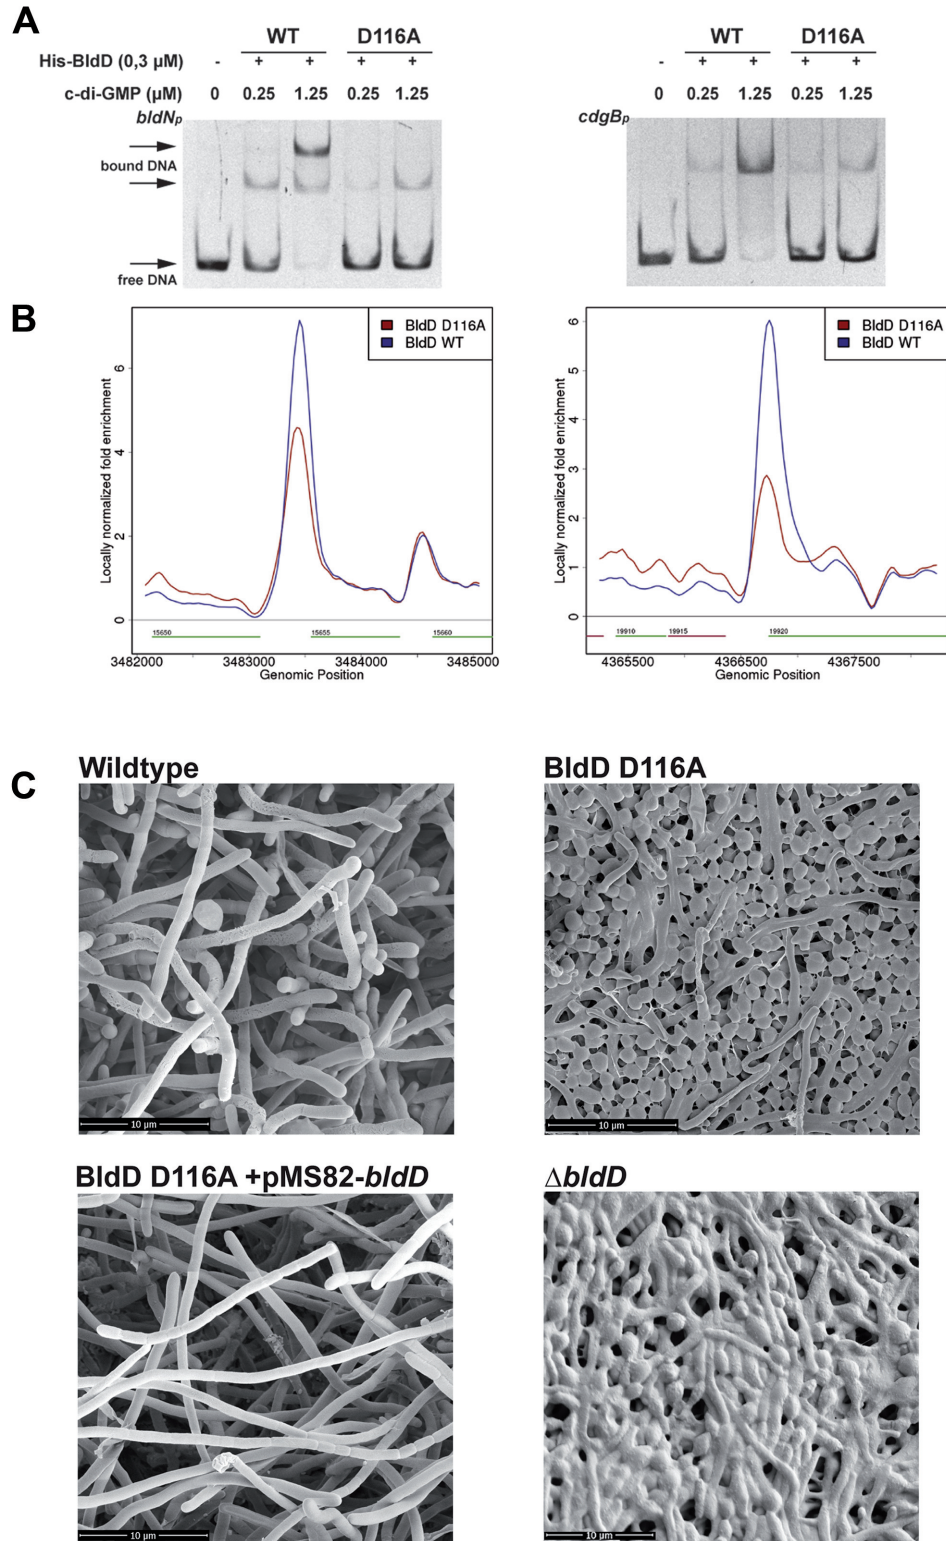 A
WT D116A
His-BldD (0,3 µM) - + + + +
c-di-GMP (µM) 0 0.25 1.25 0.25 1.25
bldNp
bound DNA
free DNA
WT D116A
- + + + +
0 0.25 1.25 0.25 1.25
cdgBp
B
Locally normalized fold enrichment
6
4
2
0
BldD D116A
BldD WT
15650 15655 15660
3482000 3483000 3484000 3485000
Genomic Position
Locally normalized fold enrichment
6
5
4
3
2
1
0
BldD D116A
BldD WT
19910 19915 19920
4365500 4366500 4367500
Genomic Position
C
Wildtype
10 µm
BldD D116A
10 µm
BldD D116A +pMS82-bldD
10 µm
∆bldD
10 µm